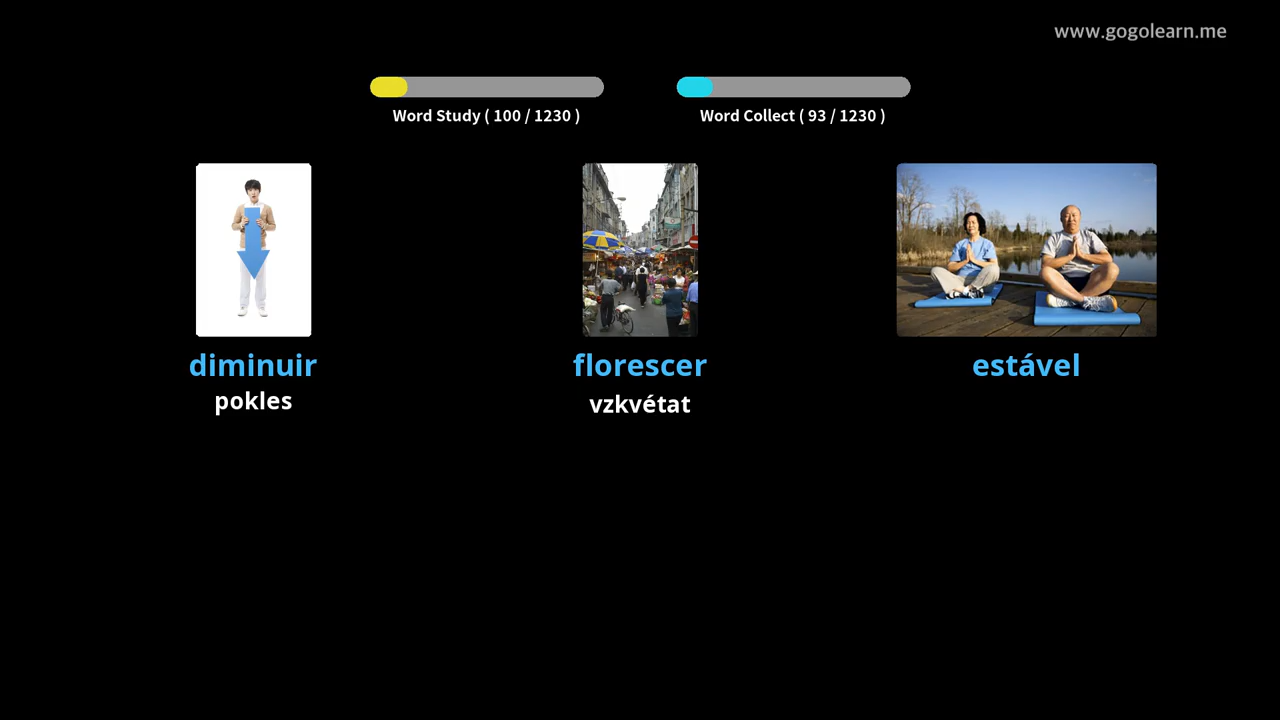 www.gogolearn.me
Word Study ( 100 / 1230 )
Word Collect ( 93 / 1230 )
diminuir
pokles
florescer
vzkvétat
estável